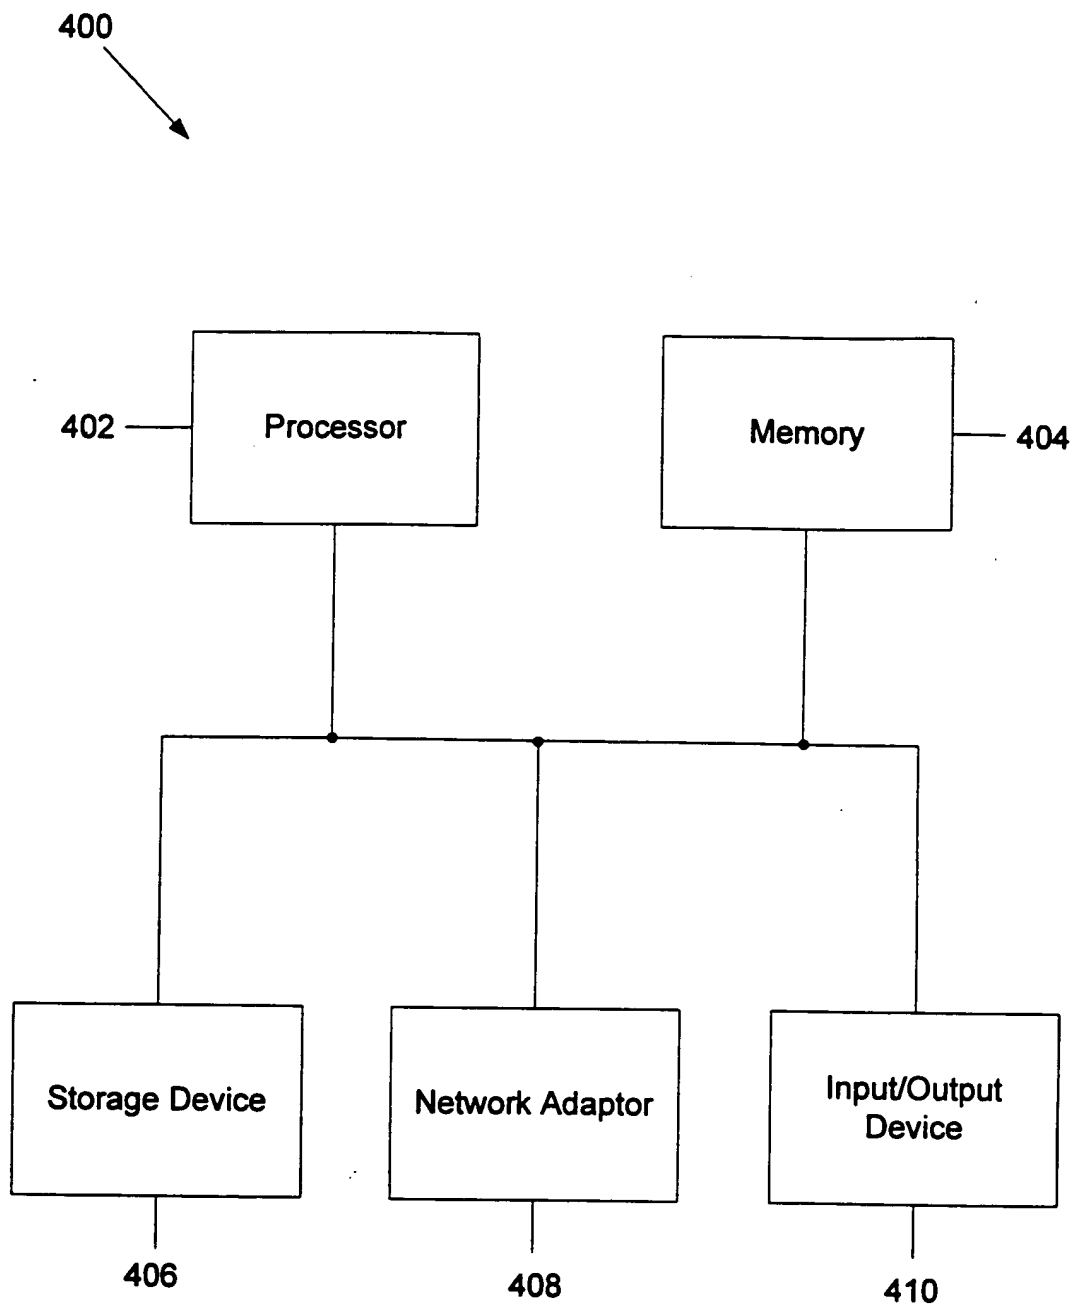 400
402
Processor
Memory
404
Storage Device
Network Adaptor
Input/Output
Device
406
408
410